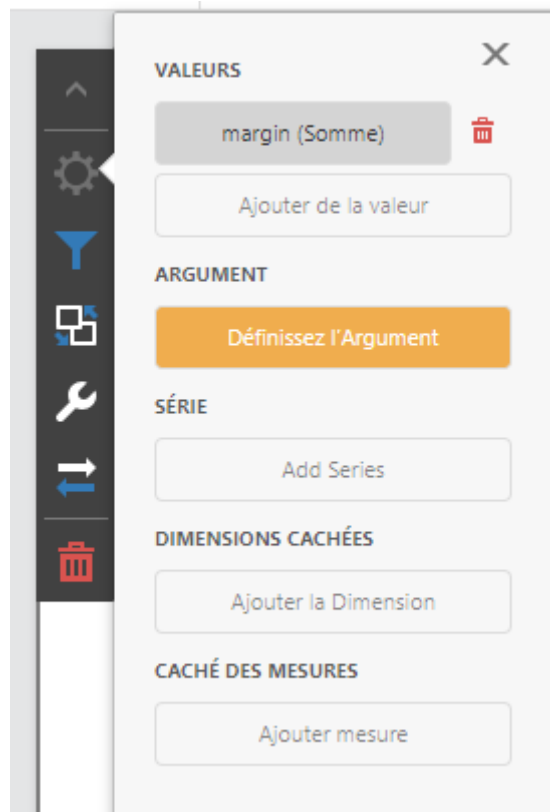 VALEURS
margin (Somme)
Ajouter de la valeur
ARGUMENT
Définissez l'Argument
SÉRIE
Add Series
DIMENSIONS CACHÉES
Ajouter la Dimension
CACHÉ DES MESURES
Ajouter mesure